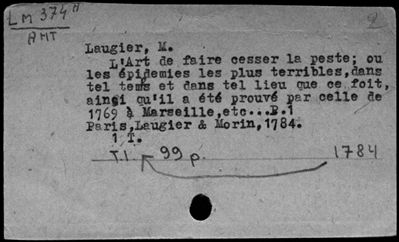 LM 374"
AMT
2
Laugier, M.
L'Art de faire cesser la peste; ou
les épidemies les plus terribles,dans
tel tems et dans tel lieu que ce foit,
ainsi qu'il a été prouvé par celle de
1769 à Marseille,etc...B.1
Paris,Laugier & Morin,1784.
1 T.
T.I. 99 p. 1784